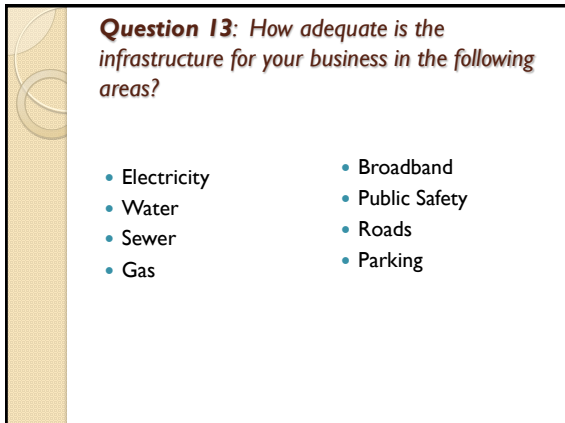 Question 13: How adequate is the
infrastructure for your business in the following
areas?
• Electricity
• Water
• Sewer
• Gas
• Broadband
• Public Safety
• Roads
• Parking